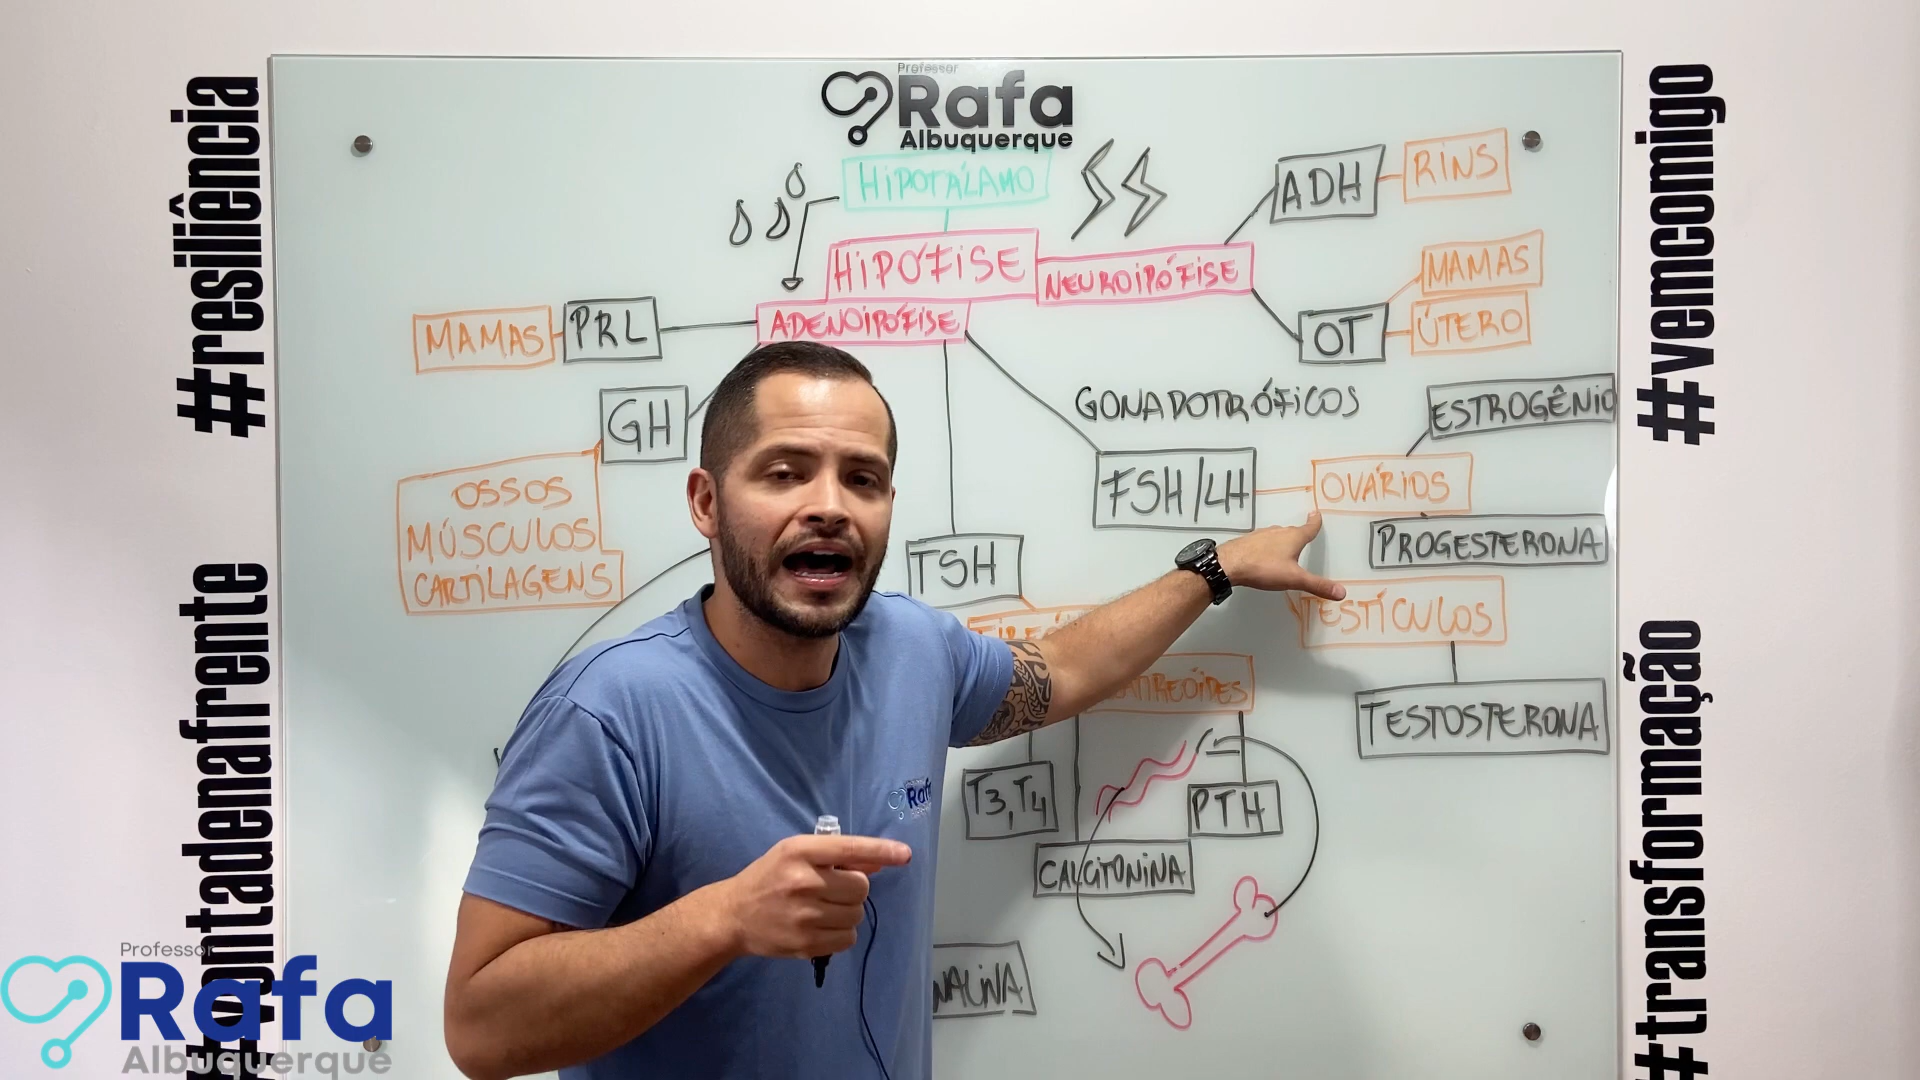 #resiliência
#vontadenafrente
#vemcomigo
#transformação
Professor
Rafa
Albuquerque
HIPOTÁLAMO
HIPÓFISE
NEUROIPÓFISE
ADENOIPÓFISE
ADH
RINS
MAMAS
OT
ÚTERO
MAMAS
PRL
GH
OSSOS
MÚSCULOS
CARTILAGENS
TSH
GONADOTRÓFICOS
FSH/LH
ESTROGÊNIO
OVÁRIOS
PROGESTERONA
TESTÍCULOS
TESTOSTERONA
T3,T4
PTH
CALCITONINA
Professor
Rafa
Albuquerque